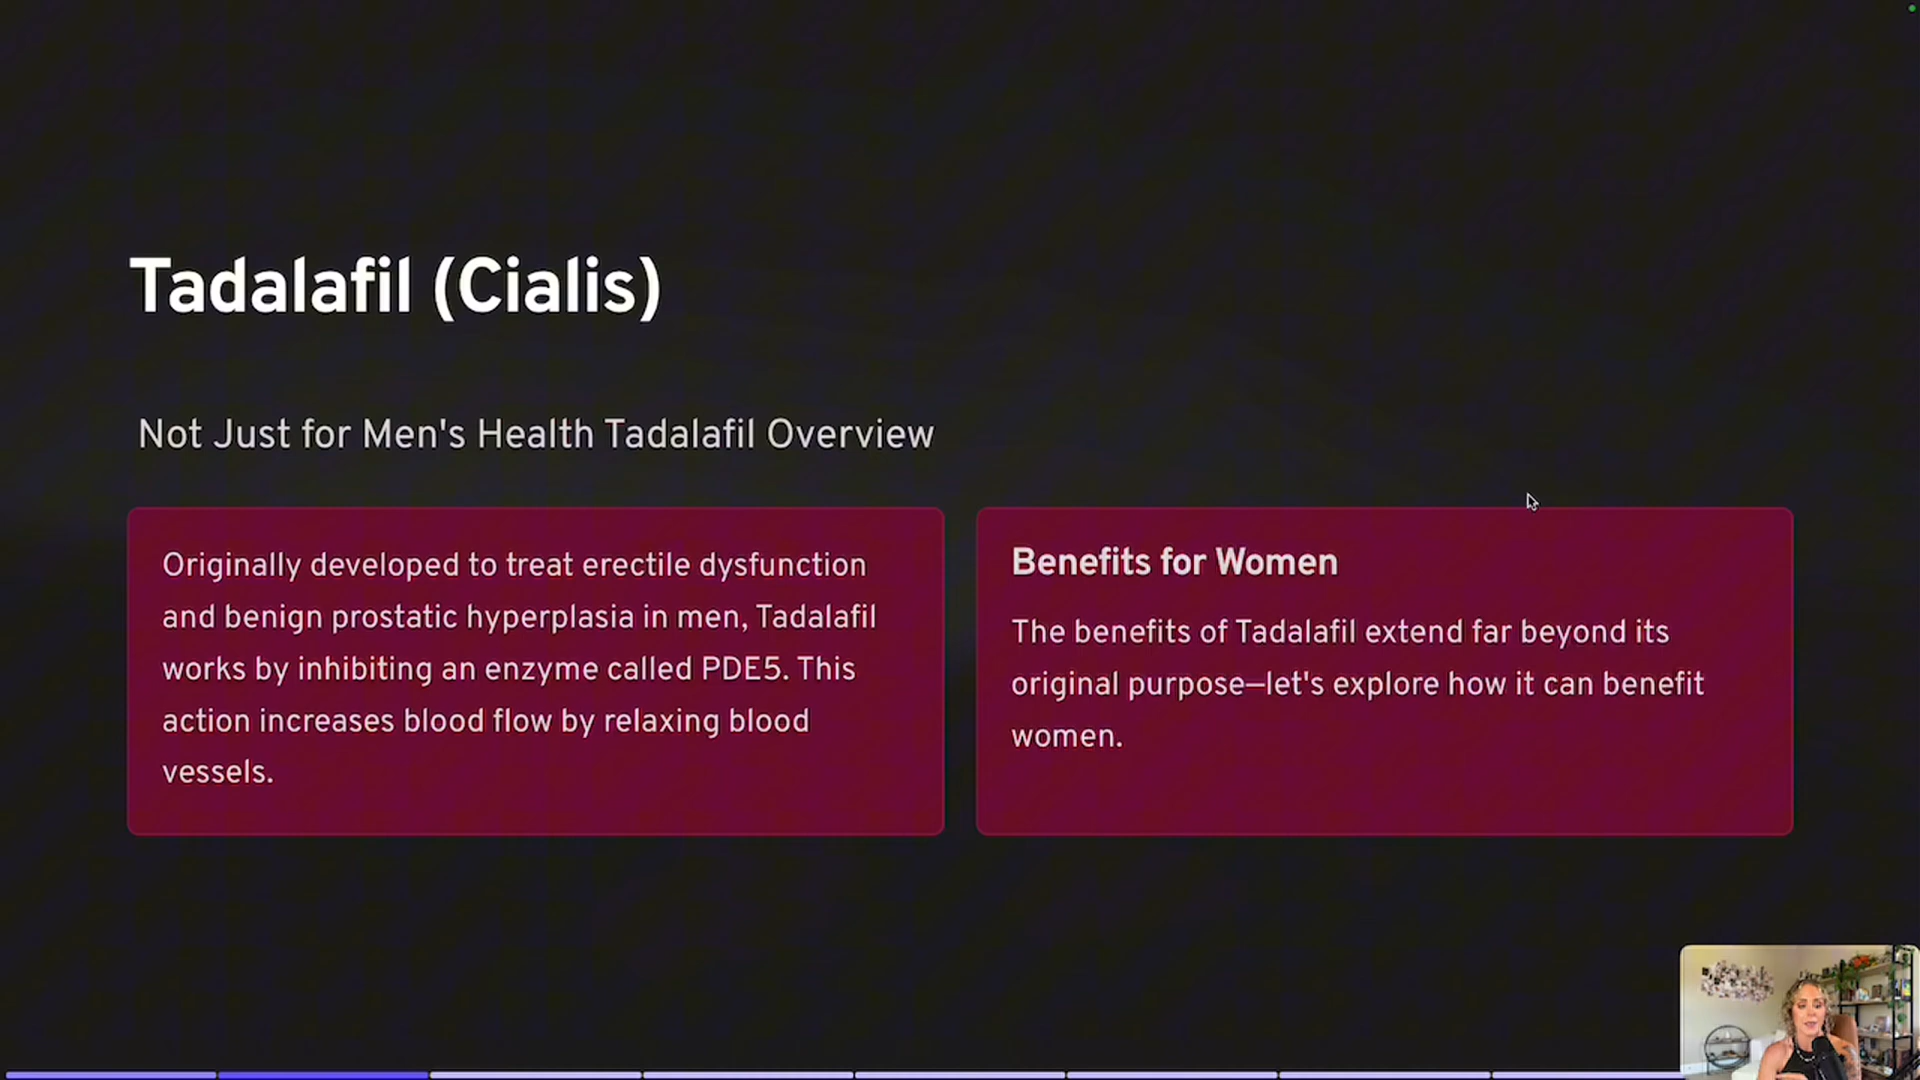 Tadalafil (Cialis)
Not Just for Men's Health Tadalafil Overview
Originally developed to treat erectile dysfunction
and benign prostatic hyperplasia in men, Tadalafil
works by inhibiting an enzyme called PDE5. This
action increases blood flow by relaxing blood
vessels.
Benefits for Women
The benefits of Tadalafil extend far beyond its
original purpose—let's explore how it can benefit
women.